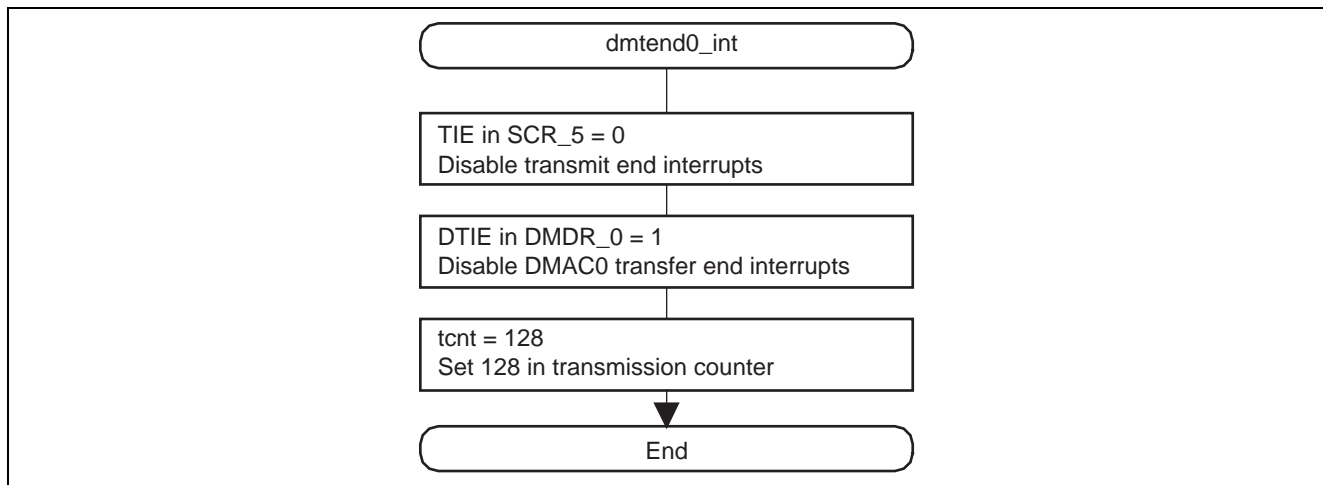 dmtend0_int
TIE in SCR_5 = 0
Disable transmit end interrupts
DTIE in DMDR_0 = 1
Disable DMAC0 transfer end interrupts
tcnt = 128
Set 128 in transmission counter
End